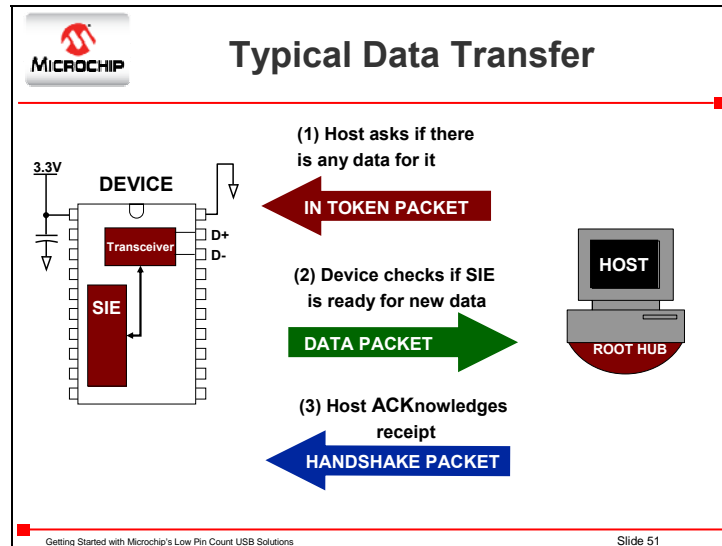 MICROCHIP
Typical Data Transfer
(1) Host asks if there
is any data for it
3.3V
DEVICE
IN TOKEN PACKET
Transceiver
D+
D-
(2) Device checks if SIE
is ready for new data
HOST
SIE
DATA PACKET
ROOT HUB
(3) Host ACKnowledges
receipt
HANDSHAKE PACKET
Getting Started with Microchip's Low Pin Count USB Solutions
Slide 51